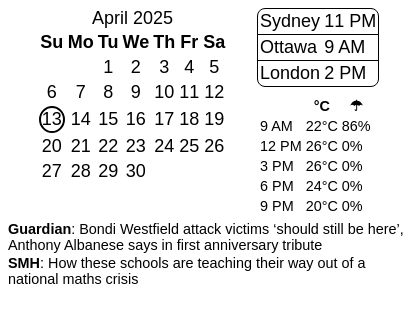 April 2025
Su Mo Tu We Th Fr Sa
1 2 3 4 5
6 7 8 9 10 11 12
13 14 15 16 17 18 19
20 21 22 23 24 25 26
27 28 29 30
Sydney 11 PM
Ottawa 9 AM
London 2 PM
°C ☂
9 AM 22°C 86%
12 PM 26°C 0%
3 PM 26°C 0%
6 PM 24°C 0%
9 PM 20°C 0%
Guardian: Bondi Westfield attack victims ‘should still be here’,
Anthony Albanese says in first anniversary tribute
SMH: How these schools are teaching their way out of a
national maths crisis